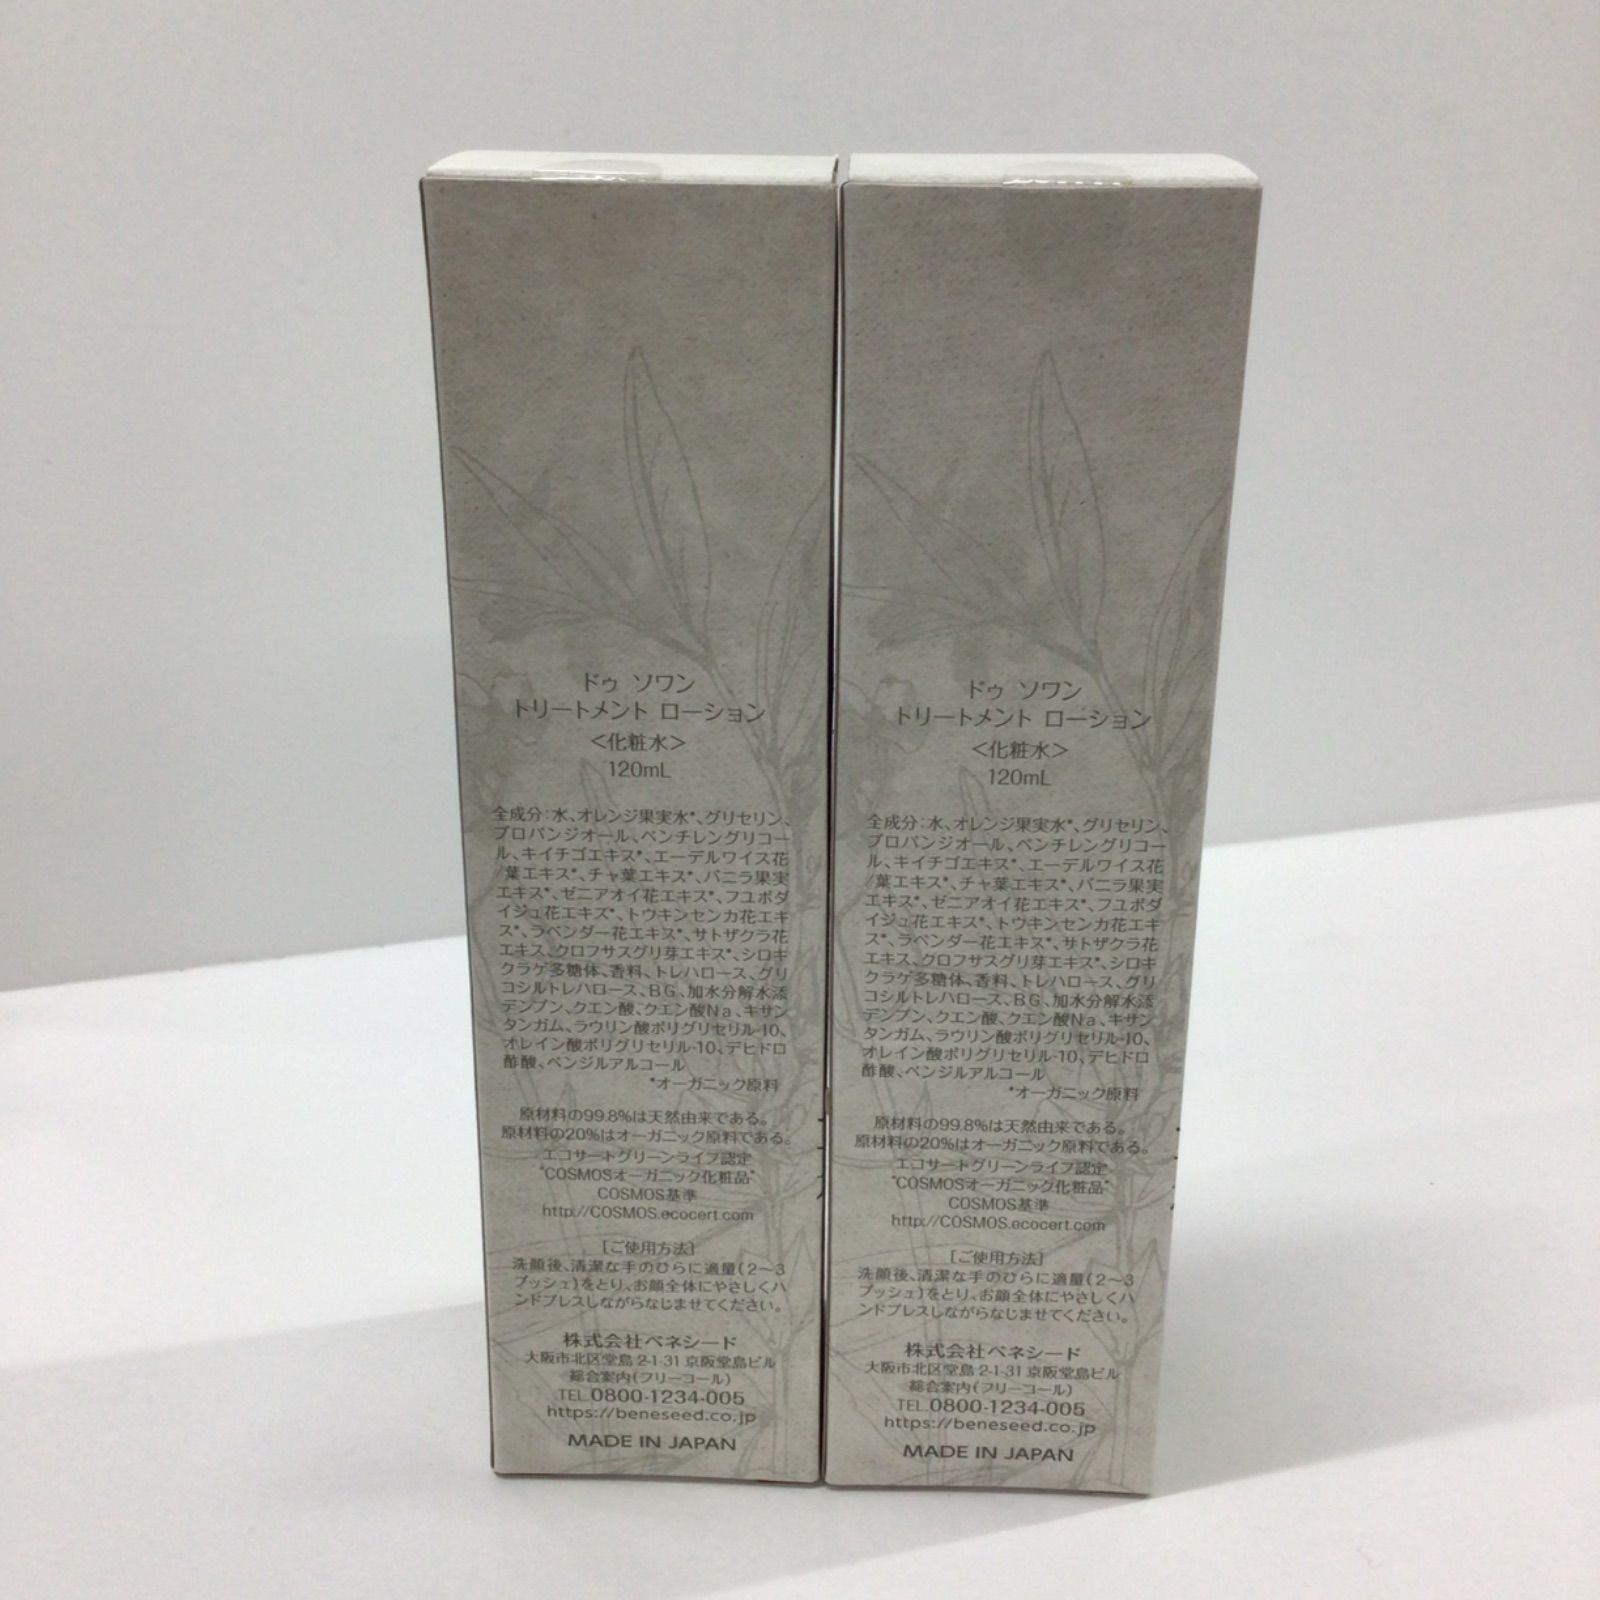 ドゥ ソワン
トリートメント ローション
<化粧水>
120mL
全成分：水、オレンジ果実水*、グリセリン、
プロパンジオール、ペンチレングリコー
ル、キイチゴエキス*、エーデルワイス花
/葉エキス*、チャ葉エキス*、バニラ果実
エキス*、ゼニアオイ花エキス*、フユボダ
イジュ花エキス*、トウキンセンカ花エキ
ス*、ラベンダー花エキス*、サトザクラ花
エキス、クロフサスグリ芽エキス*、シロキ
クラゲ多糖体、香料、トレハロース、グリ
コシルトレハロース、BG、加水分解水添
デンプン、クエン酸、クエン酸Na、キサン
タンガム、ラウリン酸ポリグリセリル-10、
オレイン酸ポリグリセリル-10、デヒドロ
酢酸、ベンジルアルコール
*オーガニック原料
原材料の99.8%は天然由来である。
原材料の20%はオーガニック原料である。
エコサートグリーンライフ認定
"COSMOSオーガニック化粧品"
COSMOS基準
http://COSMOS.ecocert.com
[ご使用方法]
洗顔後、清潔な手のひらに適量(2～3
プッシュ)をとり、お顔全体にやさしくハ
ンドプレスしながらなじませてください。
株式会社ベネシード
大阪市北区堂島 2-1-31 京阪堂島ビル
総合案内(フリーコール)
TEL.0800-1234-005
https://beneseed.co.jp
MADE IN JAPAN
ドゥ ソワン
トリートメント ローション
<化粧水>
120mL
全成分：水、オレンジ果実水*、グリセリン、
プロパンジオール、ペンチレングリコー
ル、キイチゴエキス*、エーデルワイス花
/葉エキス*、チャ葉エキス*、バニラ果実
エキス*、ゼニアオイ花エキス*、フユボダ
イジュ花エキス*、トウキンセンカ花エキ
ス*、ラベンダー花エキス*、サトザクラ花
エキス、クロフサスグリ芽エキス*、シロキ
クラゲ多糖体、香料、トレハロース、グリ
コシルトレハロース、BG、加水分解水添
デンプン、クエン酸、クエン酸Na、キサン
タンガム、ラウリン酸ポリグリセリル-10、
オレイン酸ポリグリセリル-10、デヒドロ
酢酸、ベンジルアルコール
*オーガニック原料
原材料の99.8%は天然由来である。
原材料の20%はオーガニック原料である。
エコサートグリーンライフ認定
"COSMOSオーガニック化粧品"
COSMOS基準
http://COSMOS.ecocert.com
[ご使用方法]
洗顔後、清潔な手のひらに適量(2～3
プッシュ)をとり、お顔全体にやさしくハ
ンドプレスしながらなじませてください。
株式会社ベネシード
大阪市北区堂島 2-1-31 京阪堂島ビル
総合案内(フリーコール)
TEL.0800-1234-005
https://beneseed.co.jp
MADE IN JAPAN